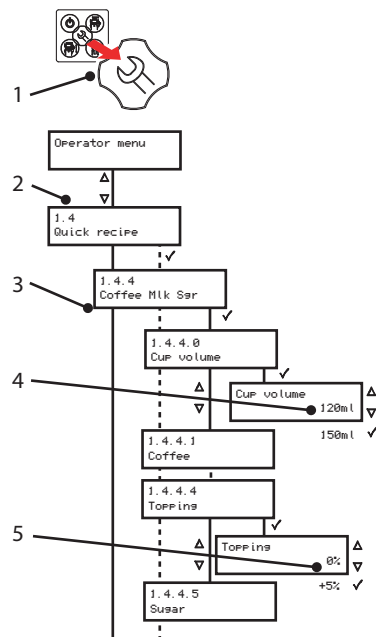 1
Operator menu
2
1.4
Quick recipe
3
1.4.4
Coffee Mlk Sgr
1.4.4.0
Cup volume
4
Cup volume
120ml
150ml
1.4.4.1
Coffee
1.4.4.4
Topping
5
Topping
0%
+5%
1.4.4.5
Sugar